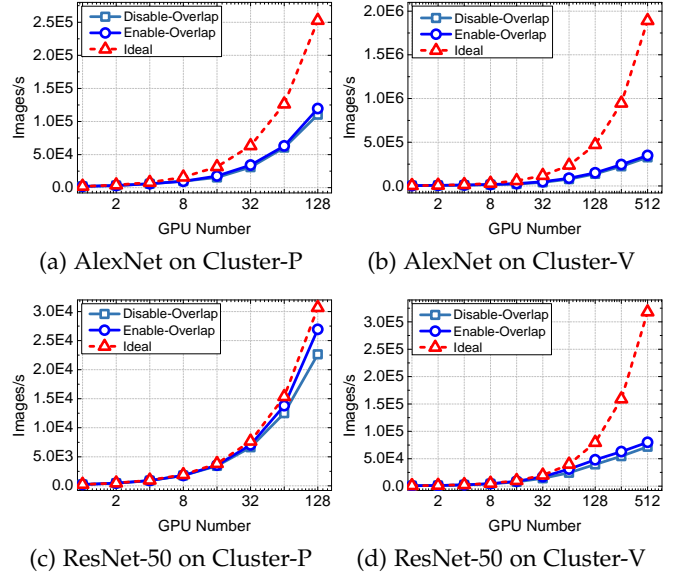 Disable-Overlap
Enable-Overlap
Ideal
2.5E5
2.0E5
1.5E5
1.0E5
5.0E4
0.0
Images/s
2 8 32 128
GPU Number
(a) AlexNet on Cluster-P
Disable-Overlap
Enable-Overlap
Ideal
2.0E6
1.5E6
1.0E6
5.0E5
0.0
Images/s
2 8 32 128 512
GPU Number
(b) AlexNet on Cluster-V
Disable-Overlap
Enable-Overlap
Ideal
3.0E4
2.5E4
2.0E4
1.5E4
1.0E4
5.0E3
0.0
Images/s
2 8 32 128
GPU Number
(c) ResNet-50 on Cluster-P
Disable-Overlap
Enable-Overlap
Ideal
3.0E5
2.5E5
2.0E5
1.5E5
1.0E5
5.0E4
0.0
Images/s
2 8 32 128 512
GPU Number
(d) ResNet-50 on Cluster-V